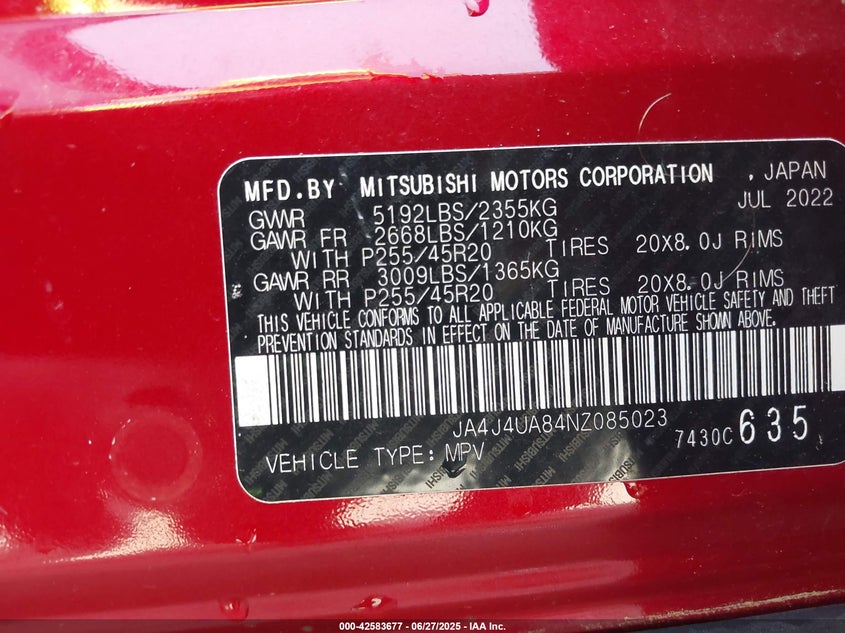 MFD.BY MITSUBISHI MOTORS CORPORATION , JAPAN
JUL 2022
GVWR 5192LBS/2355KG
GAWR FR 2668LBS/1210KG
WITH P255/45R20 TIRES 20X8.0J RIMS
GAWR RR 3009LBS/1365KG
WITH P255/45R20 TIRES 20X8.0J RIMS
THIS VEHICLE CONFORMS TO ALL APPLICABLE FEDERAL MOTOR VEHICLE SAFETY AND THEFT
PREVENTION STANDARDS IN EFFECT ON THE DATE OF MANUFACTURE SHOWN ABOVE.
JA4J4UA84NZ085023
7430C 635
VEHICLE TYPE: MPV
000-42583677 - 06/27/2025 - IAA Inc.